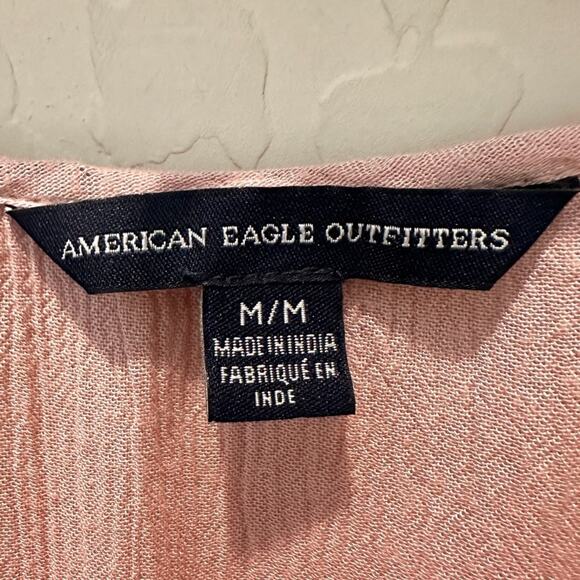 AMERICAN EAGLE OUTFITTERS
M/M
MADE IN INDIA
FABRIQUÉ EN
INDE